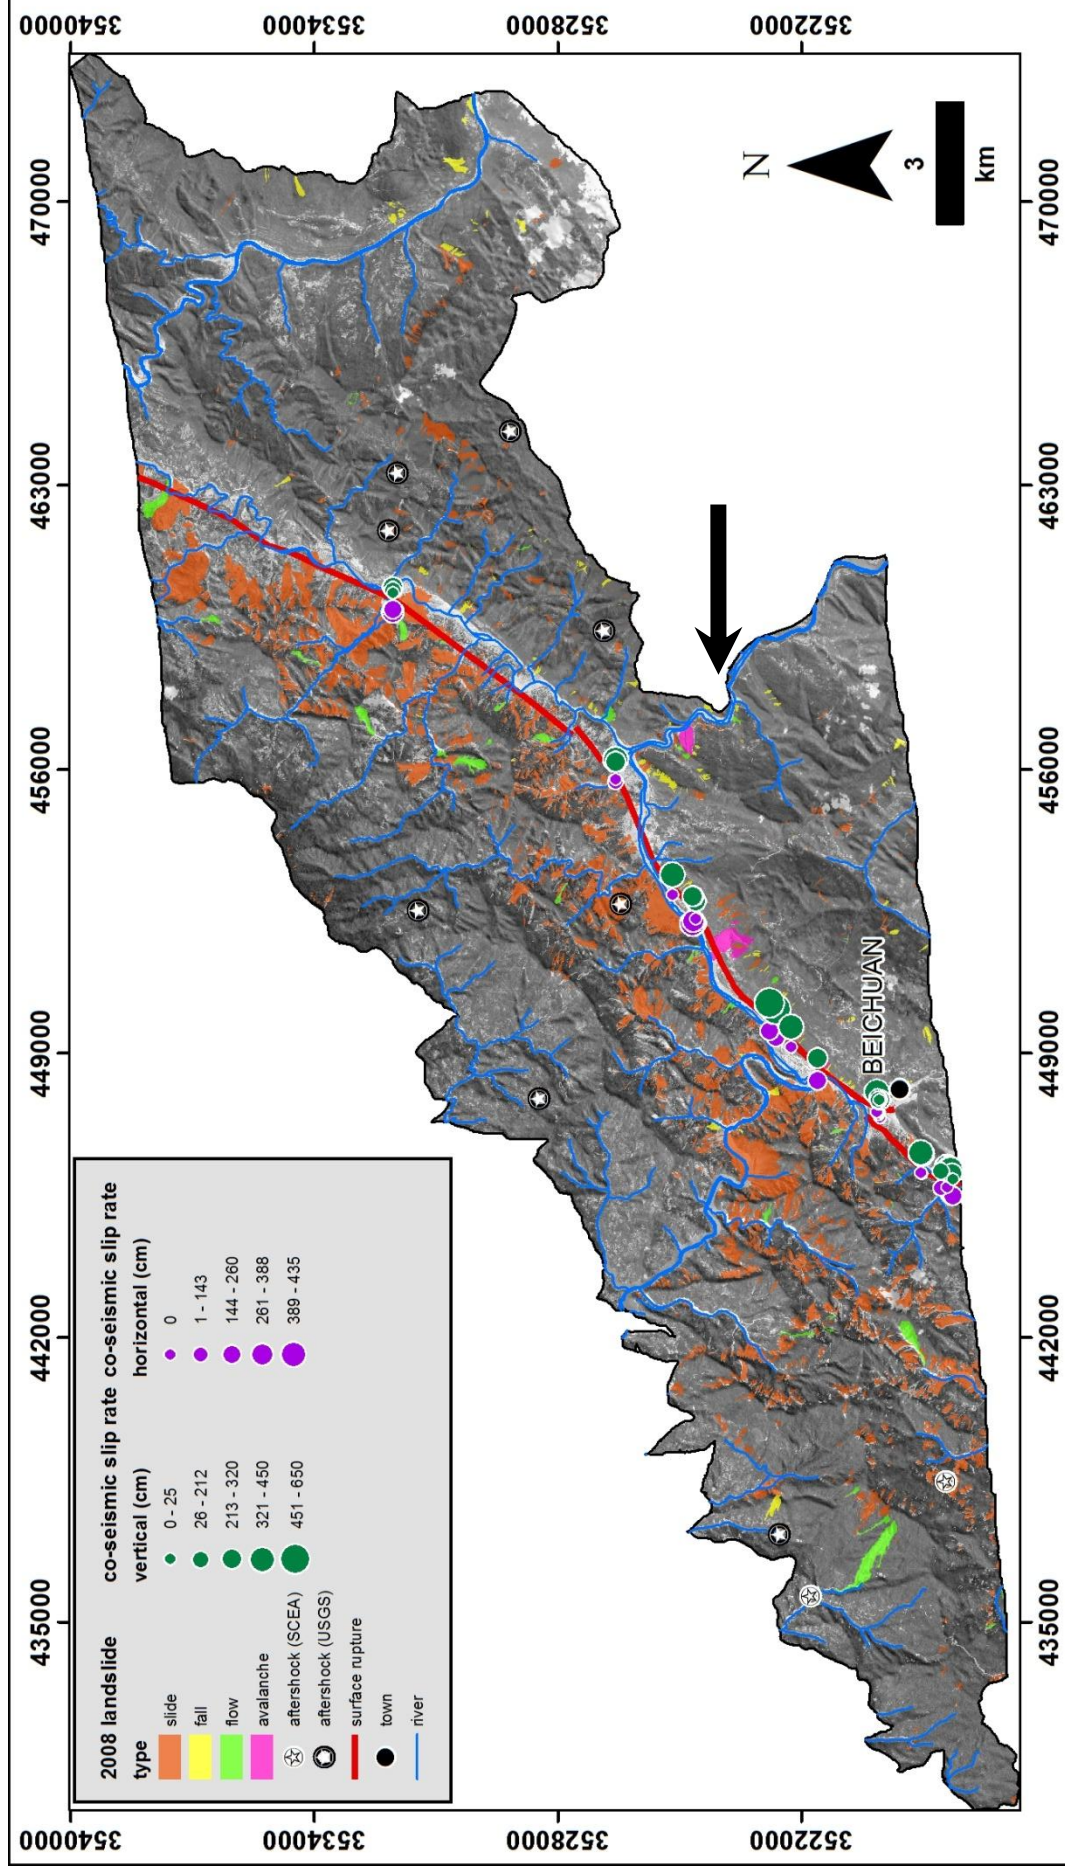 435000 442000 449000 456000 463000 470000
3540000 3540000
3534000 3534000
3528000 3528000
3522000 3522000
2008 landslide
type
slide
fall
flow
avalanche
aftershock (SCEA)
aftershock (USGS)
surface rupture
town
river
co-seismic slip rate
vertical (cm)
0 - 25
26 - 212
213 - 320
321 - 450
451 - 650
co-seismic slip rate
horizontal (cm)
0
1 - 143
144 - 260
261 - 388
389 - 435
BEICHUAN
N
3
km
435000 442000 449000 456000 463000 470000